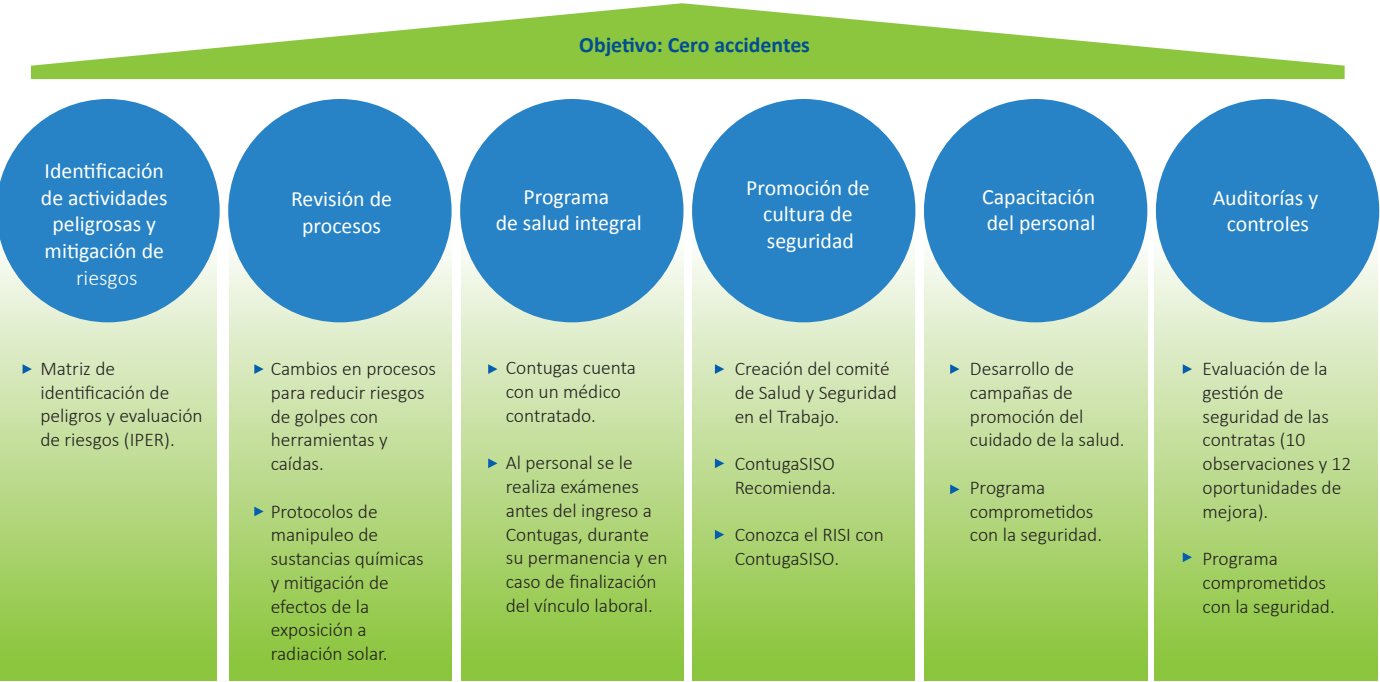 Objetivo: Cero accidentes
Identificación
de actividades
peligrosas y
mitigación de
riesgos
Revisión de
procesos
Programa
de salud integral
Promoción de
cultura de
seguridad
Capacitación
del personal
Auditorías y
controles
Matriz de
identificación de
peligros y evaluación
de riesgos (IPER).
Cambios en procesos
para reducir riesgos
de golpes con
herramientas y
caídas.
Protocolos de
manipuleo de
sustancias químicas
y mitigación de
efectos de la
exposición a
radiación solar.
Contugas cuenta
con un médico
contratado.
Al personal se le
realiza exámenes
antes del ingreso a
Contugas, durante
su permanencia y en
caso de finalización
del vínculo laboral.
Creación del comité
de Salud y Seguridad
en el Trabajo.
ContugaSISO
Recomienda.
Conozca el RISI con
ContugaSISO.
Desarrollo de
campañas de
promoción del
cuidado de la salud.
Programa
comprometidos
con la seguridad.
Evaluación de la
gestión de
seguridad de las
contratas (10
observaciones y 12
oportunidades de
mejora).
Programa
comprometidos
con la seguridad.